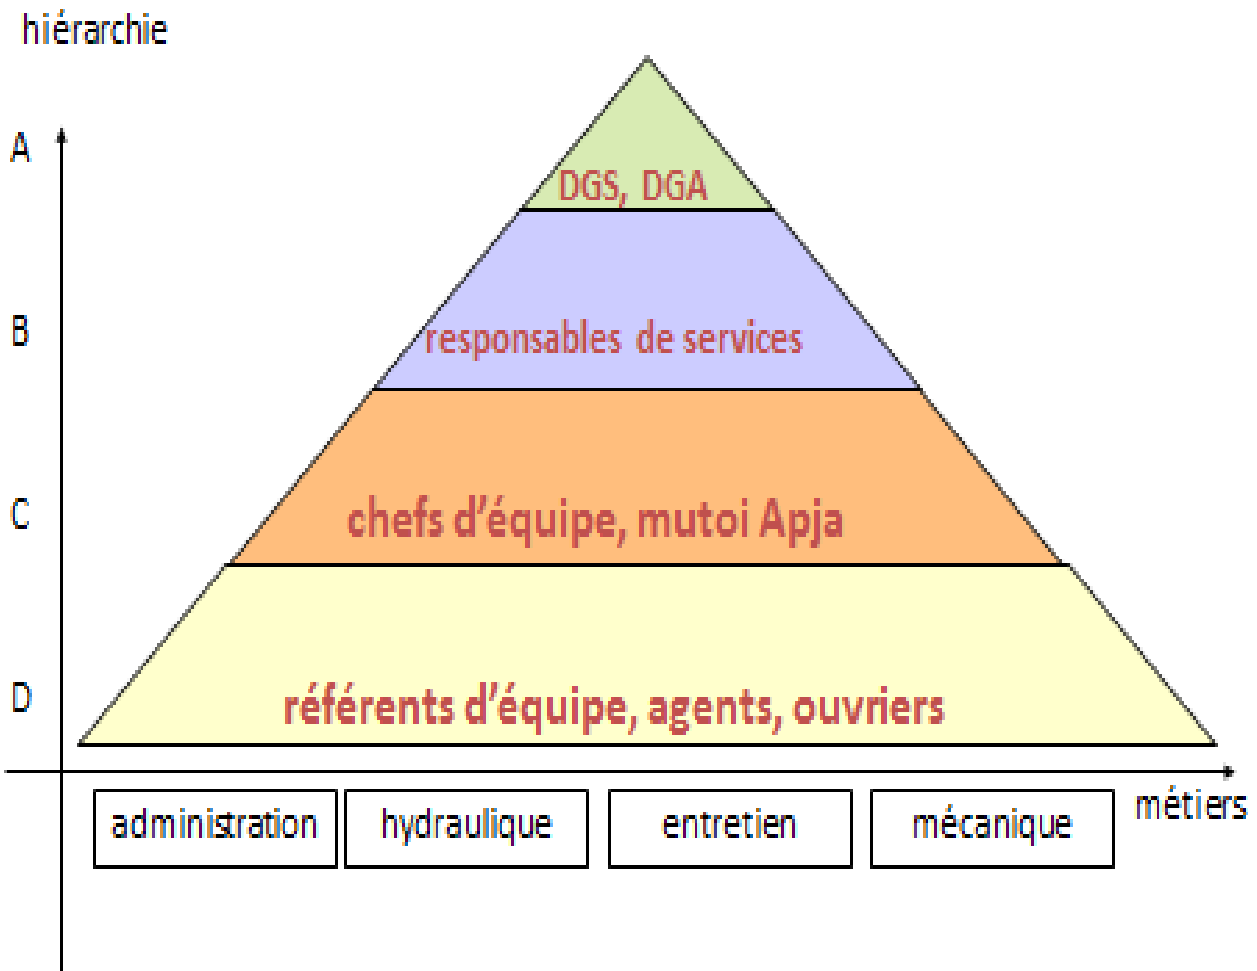 hiérarchie
A
DGS, DGA
B
responsables de services
C
chefs d'équipe, mutoi Apja
D
référents d'équipe, agents, ouvriers
métiers
administration
hydraulique
entretien
mécanique